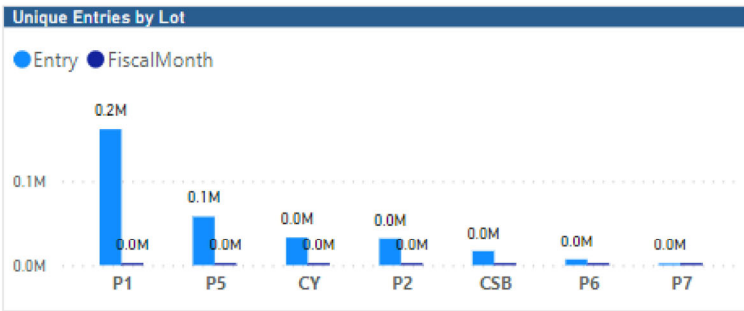 Unique Entries by Lot
Entry FiscalMonth
0.2M
0.1M
0.1M
0.0M 0.0M 0.0M
0.0M 0.0M 0.0M 0.0M 0.0M 0.0M
0.0M
P1 P5 CY P2 CSB P6 P7